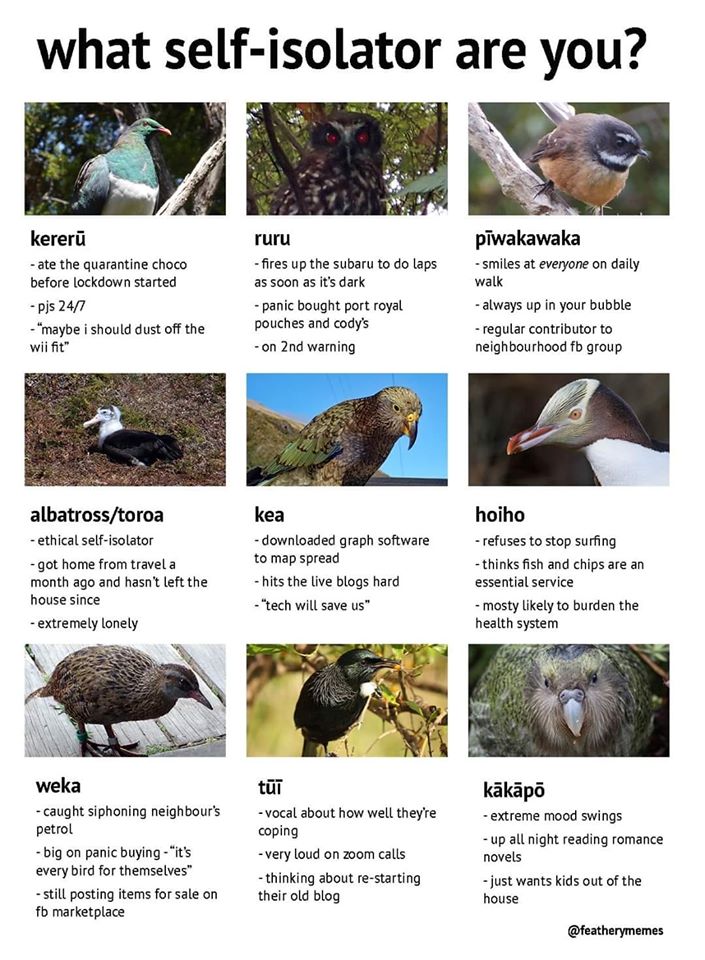 what self-isolator are you?
kererū
- ate the quarantine choco
before lockdown started
- pjs 24/7
- "maybe i should dust off the
wii fit"
ruru
- fires up the subaru to do laps
as soon as it's dark
- panic bought port royal
pouches and cody's
- on 2nd warning
pīwakawaka
- smiles at everyone on daily
walk
- always up in your bubble
- regular contributor to
neighbourhood fb group
albatross/toroa
- ethical self-isolator
- got home from travel a
month ago and hasn't left the
house since
- extremely lonely
kea
- downloaded graph software
to map spread
- hits the live blogs hard
- "tech will save us"
hoiho
- refuses to stop surfing
- thinks fish and chips are an
essential service
- mosty likely to burden the
health system
weka
- caught siphoning neighbour's
petrol
- big on panic buying - "it's
every bird for themselves"
- still posting items for sale on
fb marketplace
tūī
- vocal about how well they're
coping
- very loud on zoom calls
- thinking about re-starting
their old blog
kākāpō
- extreme mood swings
- up all night reading romance
novels
- just wants kids out of the
house
@featherymemes